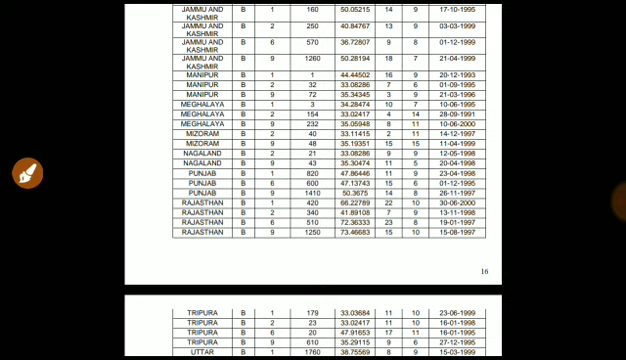 JAMMU AND B 1 160 50.05215 14 9 17-10-1995
KASHMIR
JAMMU AND B 2 250 40.84767 13 9 03-03-1999
KASHMIR
JAMMU AND B 6 570 36.72807 9 8 01-12-1999
KASHMIR
JAMMU AND B 9 1260 50.28194 18 7 21-04-1999
KASHMIR
MANIPUR B 1 1 44.44502 16 9 20-12-1993
MANIPUR B 2 32 33.08286 7 6 01-09-1995
MANIPUR B 9 72 35.34345 3 9 21-03-1996
MEGHALAYA B 1 3 34.28474 10 7 10-06-1995
MEGHALAYA B 2 154 33.02417 4 14 28-09-1991
MEGHALAYA B 9 232 35.05948 8 11 10-06-2000
MIZORAM B 2 40 33.11415 2 11 14-12-1997
MIZORAM B 9 48 35.19351 15 15 11-04-1999
NAGALAND B 2 21 33.08286 9 9 12-05-1998
NAGALAND B 9 43 35.30474 11 5 20-04-1998
PUNJAB B 1 820 47.86446 11 9 23-04-1998
PUNJAB B 6 600 47.13743 15 6 01-12-1995
PUNJAB B 9 1410 50.3675 14 8 26-11-1997
RAJASTHAN B 1 420 66.22789 22 10 30-06-2000
RAJASTHAN B 2 340 41.89108 7 9 13-11-1998
RAJASTHAN B 6 510 72.36333 23 8 19-01-1997
RAJASTHAN B 9 1250 73.46683 15 10 15-08-1997
16
TRIPURA B 1 179 33.03684 11 10 23-06-1999
TRIPURA B 2 23 33.02417 11 10 16-01-1998
TRIPURA B 6 20 47.91653 17 11 16-01-1995
TRIPURA B 9 610 35.29115 9 6 27-12-1995
UTTAR B 1 1760 38.75569 8 9 15-03-1999